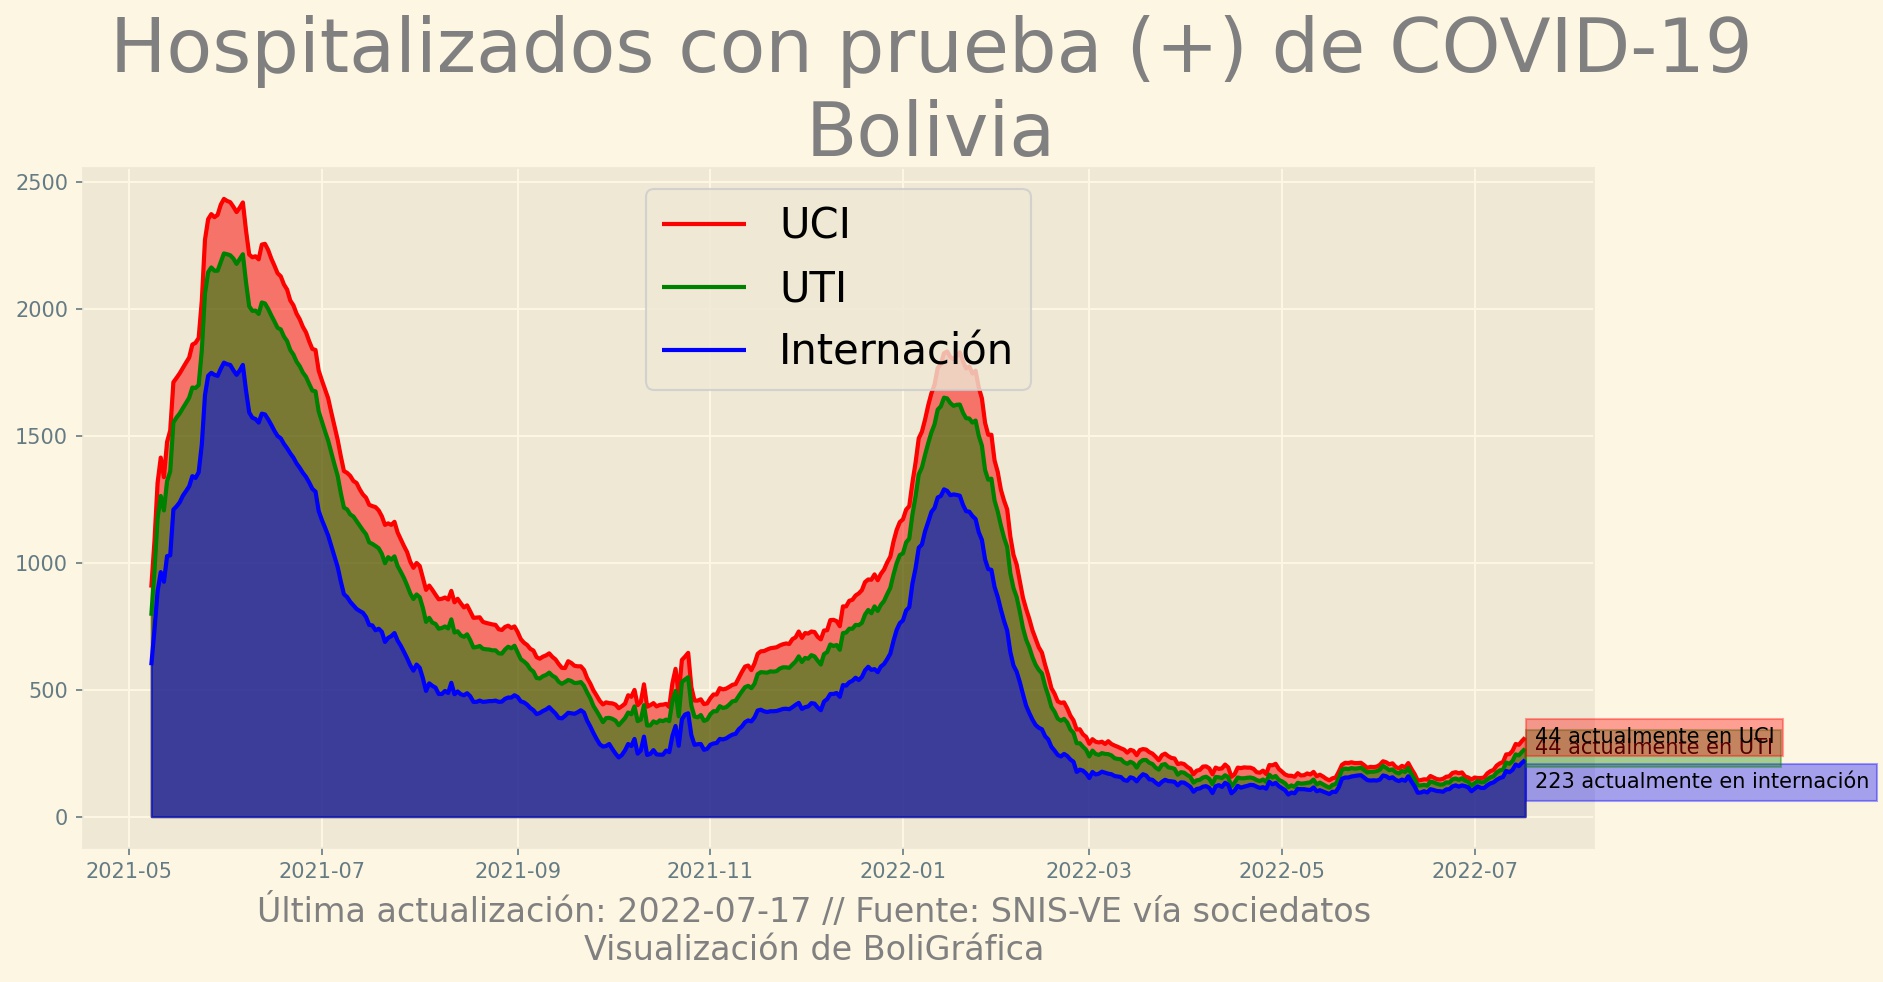 Hospitalizados con prueba (+) de COVID-19
Bolivia
2500
2000
1500
1000
500
0
UCI
UTI
Internación
44 actualmente en UCI
44 actualmente en UTI
223 actualmente en internación
2021-05 2021-07 2021-09 2021-11 2022-01 2022-03 2022-05 2022-07
Última actualización: 2022-07-17 // Fuente: SNIS-VE vía sociedatos
Visualización de BoliGráfica